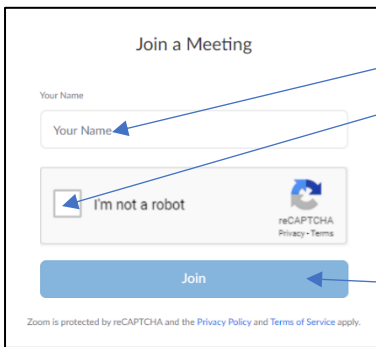 Join a Meeting
Your Name
Your Name
I'm not a robot
reCAPTCHA
Privacy - Terms
Join
Zoom is protected by reCAPTCHA and the Privacy Policy and Terms of Service apply.